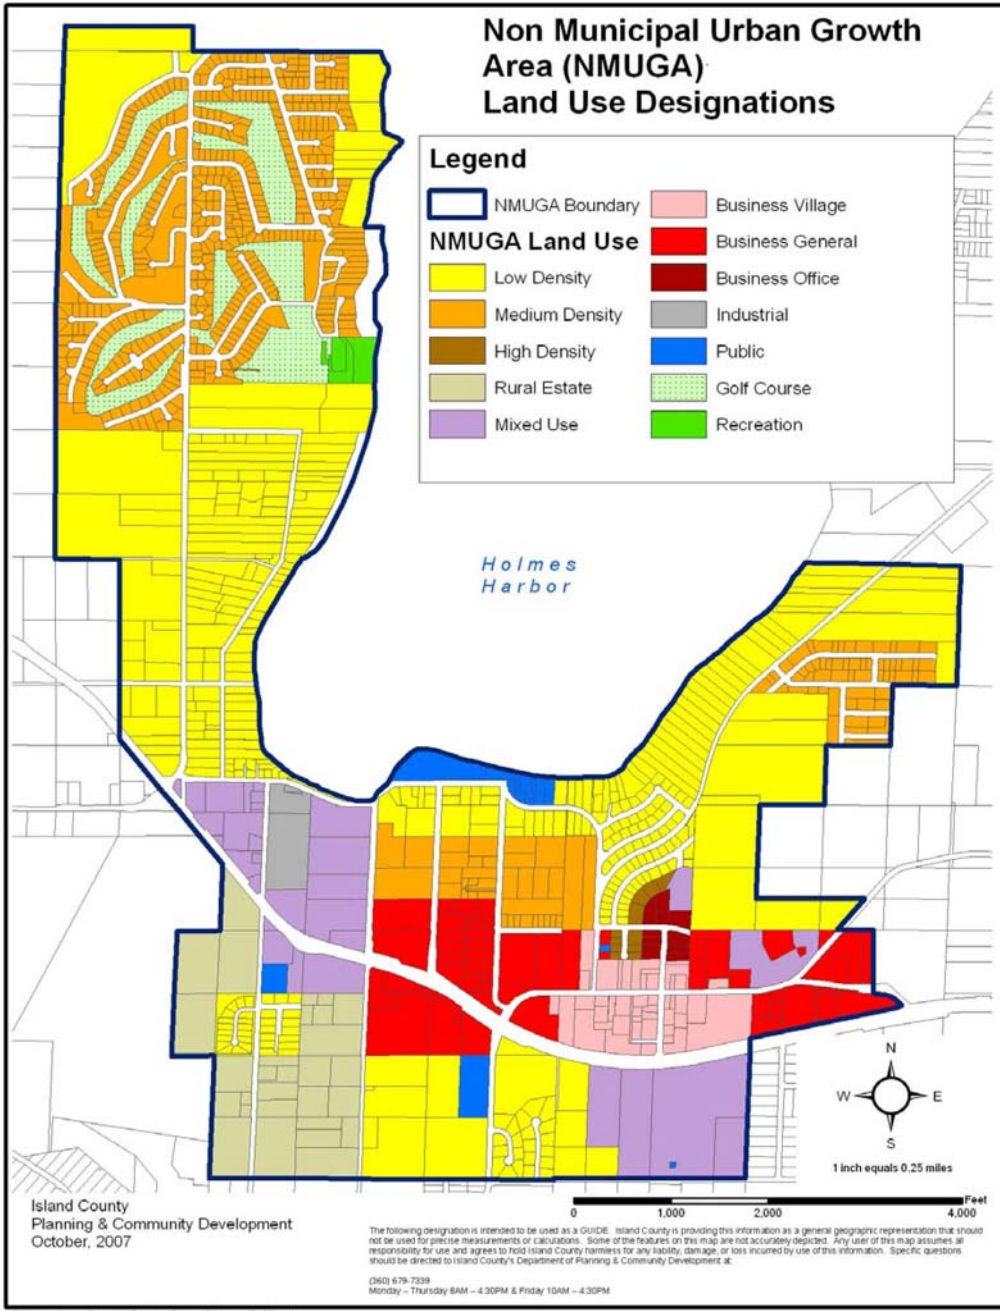 Non Municipal Urban Growth
Area (NMUGA)
Land Use Designations
Legend
NMUGA Boundary
NMUGA Land Use
Low Density
Medium Density
High Density
Rural Estate
Mixed Use
Business Village
Business General
Business Office
Industrial
Public
Golf Course
Recreation
Holmes
Harbor
N
W
E
S
1 inch equals 0.25 miles
Feet
0
1,000
2,000
4,000
Island County
Planning & Community Development
October, 2007
The following designation is intended to be used as a GUIDE. Island County is providing this information as a general geographic representation that should
not be used for precise measurements or calculations. Some of the features on this map are not accurately depicted. Any user of this map assumes all
responsibility for use and agrees to hold Island County harmless for any liability, damage, or loss incurred by use of this information. Specific questions
should be directed to Island County's Department of Planning & Community Development at:
(360) 679-7339
Monday – Thursday 8AM – 4:30PM & Friday 10AM – 4:30PM